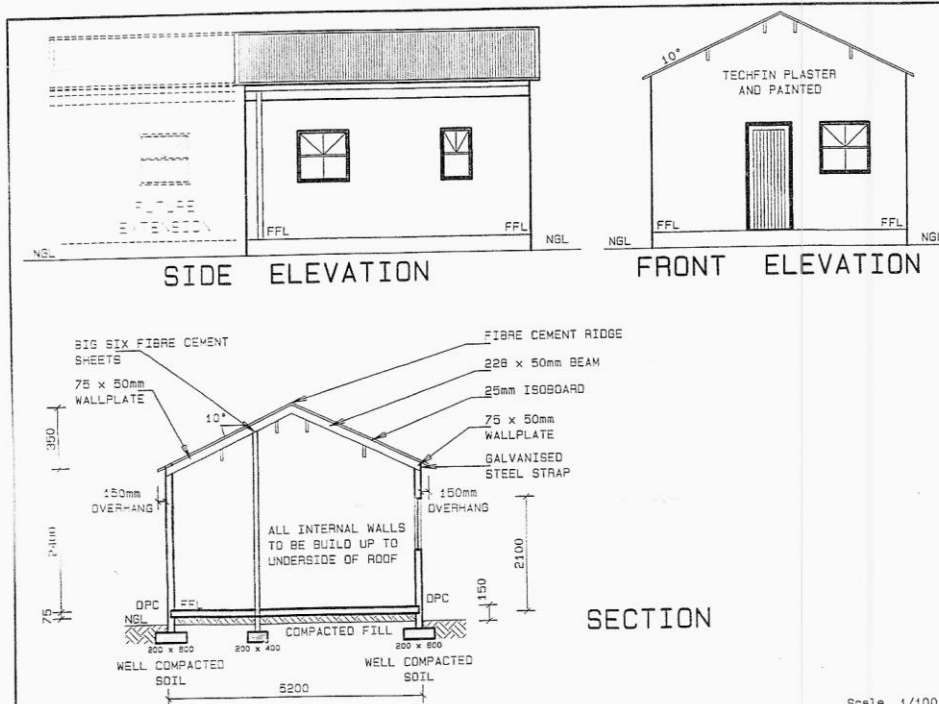 10°
TECHFIN PLASTER
AND PAINTED
FUTURE
EXTENSION
FFL
FFL
NGL
NGL
SIDE ELEVATION
FFL
FFL
NGL
NGL
FRONT ELEVATION
BIG SIX FIBRE CEMENT
SHEETS
75 x 50mm
WALLPLATE
10°
FIBRE CEMENT RIDGE
228 x 50mm BEAM
25mm ISOBOARD
75 x 50mm
WALLPLATE
GALVANISED
STEEL STRAP
350
150mm
OVERHANG
150mm
OVERHANG
ALL INTERNAL WALLS
TO BE BUILD UP TO
UNDERSIDE OF ROOF
2400
2100
150
75
DPC
FFL
DPC
NGL
COMPACTED FILL
200 x 600
200 x 400
200 x 600
WELL COMPACTED
SOIL
WELL COMPACTED
SOIL
5200
SECTION
Scale 1/100